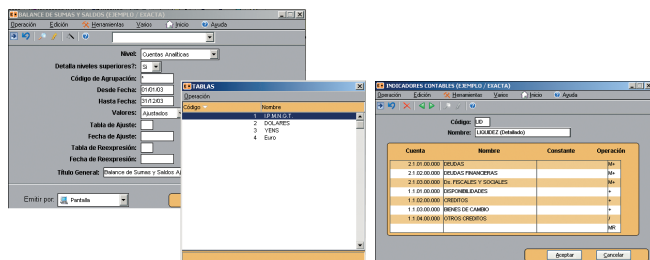 BALANCE DE SUMAS Y SALDOS (EJEMPLO / EXACTA)
Operación Edición Herramientas Varios Inicio Ayuda
Nivel: Cuentas Analíticas
Detalla niveles superiores?: SI
Código de Agrupación: *
Desde Fecha: 01/01/03
Hasta Fecha: 31/12/03
Valores: Ajustados
Tabla de Ajuste:
Fecha de Ajuste:
Tabla de Reexpresión:
Fecha de Reexpresión:
Título General: Balance de Sumas y Saldos Aj
Emitir por: Pantalla
TABLAS
Operación
Código Nombre
1 I.P.M.N.G.T.
2 DOLARES
3 YENS
4 Euro
INDICADORES CONTABLES (EJEMPLO / EXACTA)
Operación Edición Herramientas Varios Inicio Ayuda
Código: LID
Nombre: LIQUIDEZ (Detallado)
Cuenta Nombre Constante Operación
2.1.01.00.000 DEUDAS M+
2.1.02.00.000 DEUDAS FINANCIERAS M+
2.1.03.00.000 Ds. FISCALES Y SOCIALES M+
1.1.01.00.000 DISPONIBILIDADES +
1.1.02.00.000 CREDITOS +
1.1.03.00.000 BIENES DE CAMBIO +
1.1.04.00.000 OTROS CREDITOS /
MR
Aceptar Cancelar